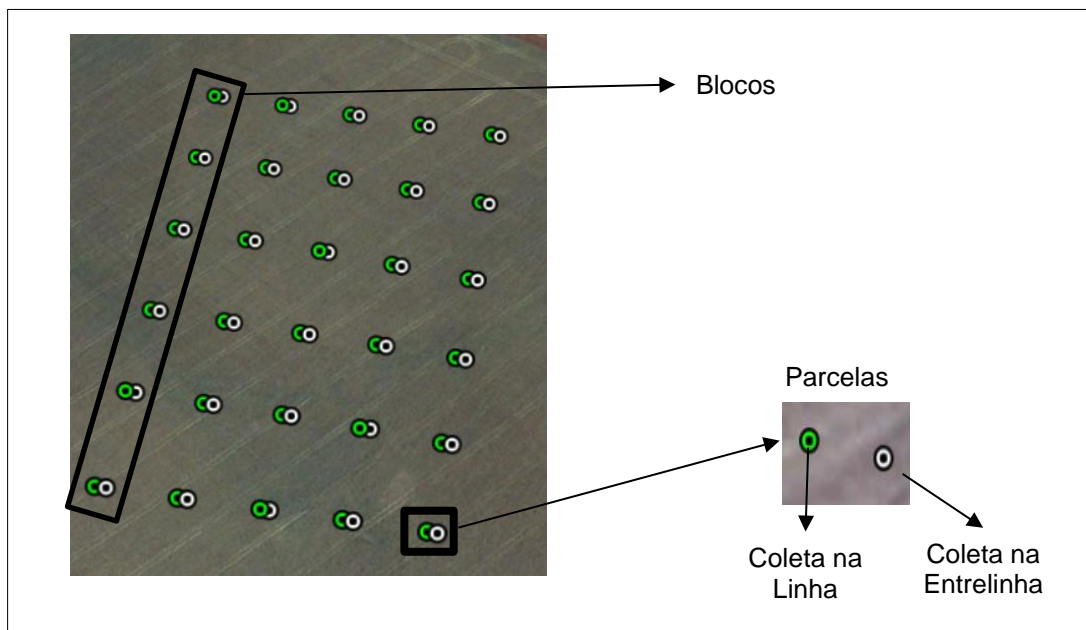 Blocos
Parcelas
Coleta na
Linha
Coleta na
Entrelinha